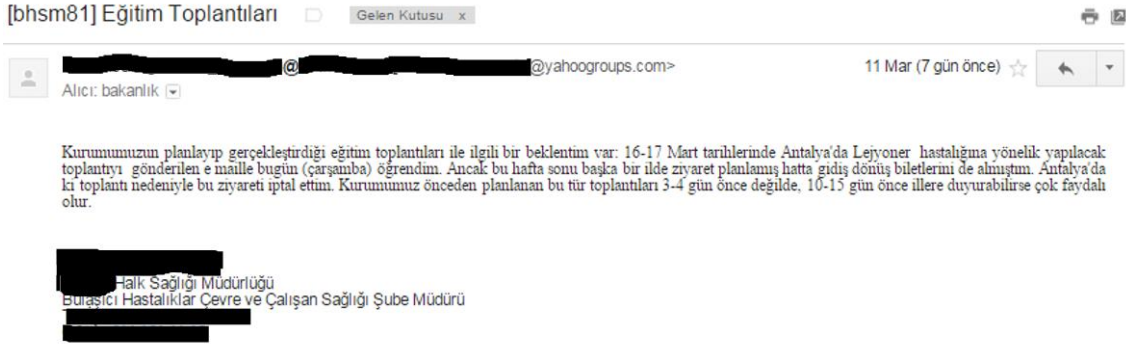 [bhsm81] Eğitim Toplantıları Gelen Kutusu x
@ @yahoogroups.com> 11 Mar (7 gün önce)
Alıcı: bakanlık
Kurumumuzun planlayıp gerçekleştirdiği eğitim toplantıları ile ilgili bir beklentim var: 16-17 Mart tarihlerinde Antalya'da Lejyoner hastalığına yönelik yapılacak
toplantıyı gönderilen e maille bugün (çarşamba) öğrendim. Ancak bu hafta sonu başka bir ilde ziyaret planlamış hatta gidiş dönüş biletlerini de almıştım. Antalya'da
ki toplantı nedeniyle bu ziyareti iptal ettim. Kurumumuz önceden planlanan bu tür toplantıları 3-4 gün önce değilde, 10-15 gün önce illere duyurabilirse çok faydalı
olur.
Halk Sağlığı Müdürlüğü
Bulaşıcı Hastalıklar Çevre ve Çalışan Sağlığı Şube Müdürü